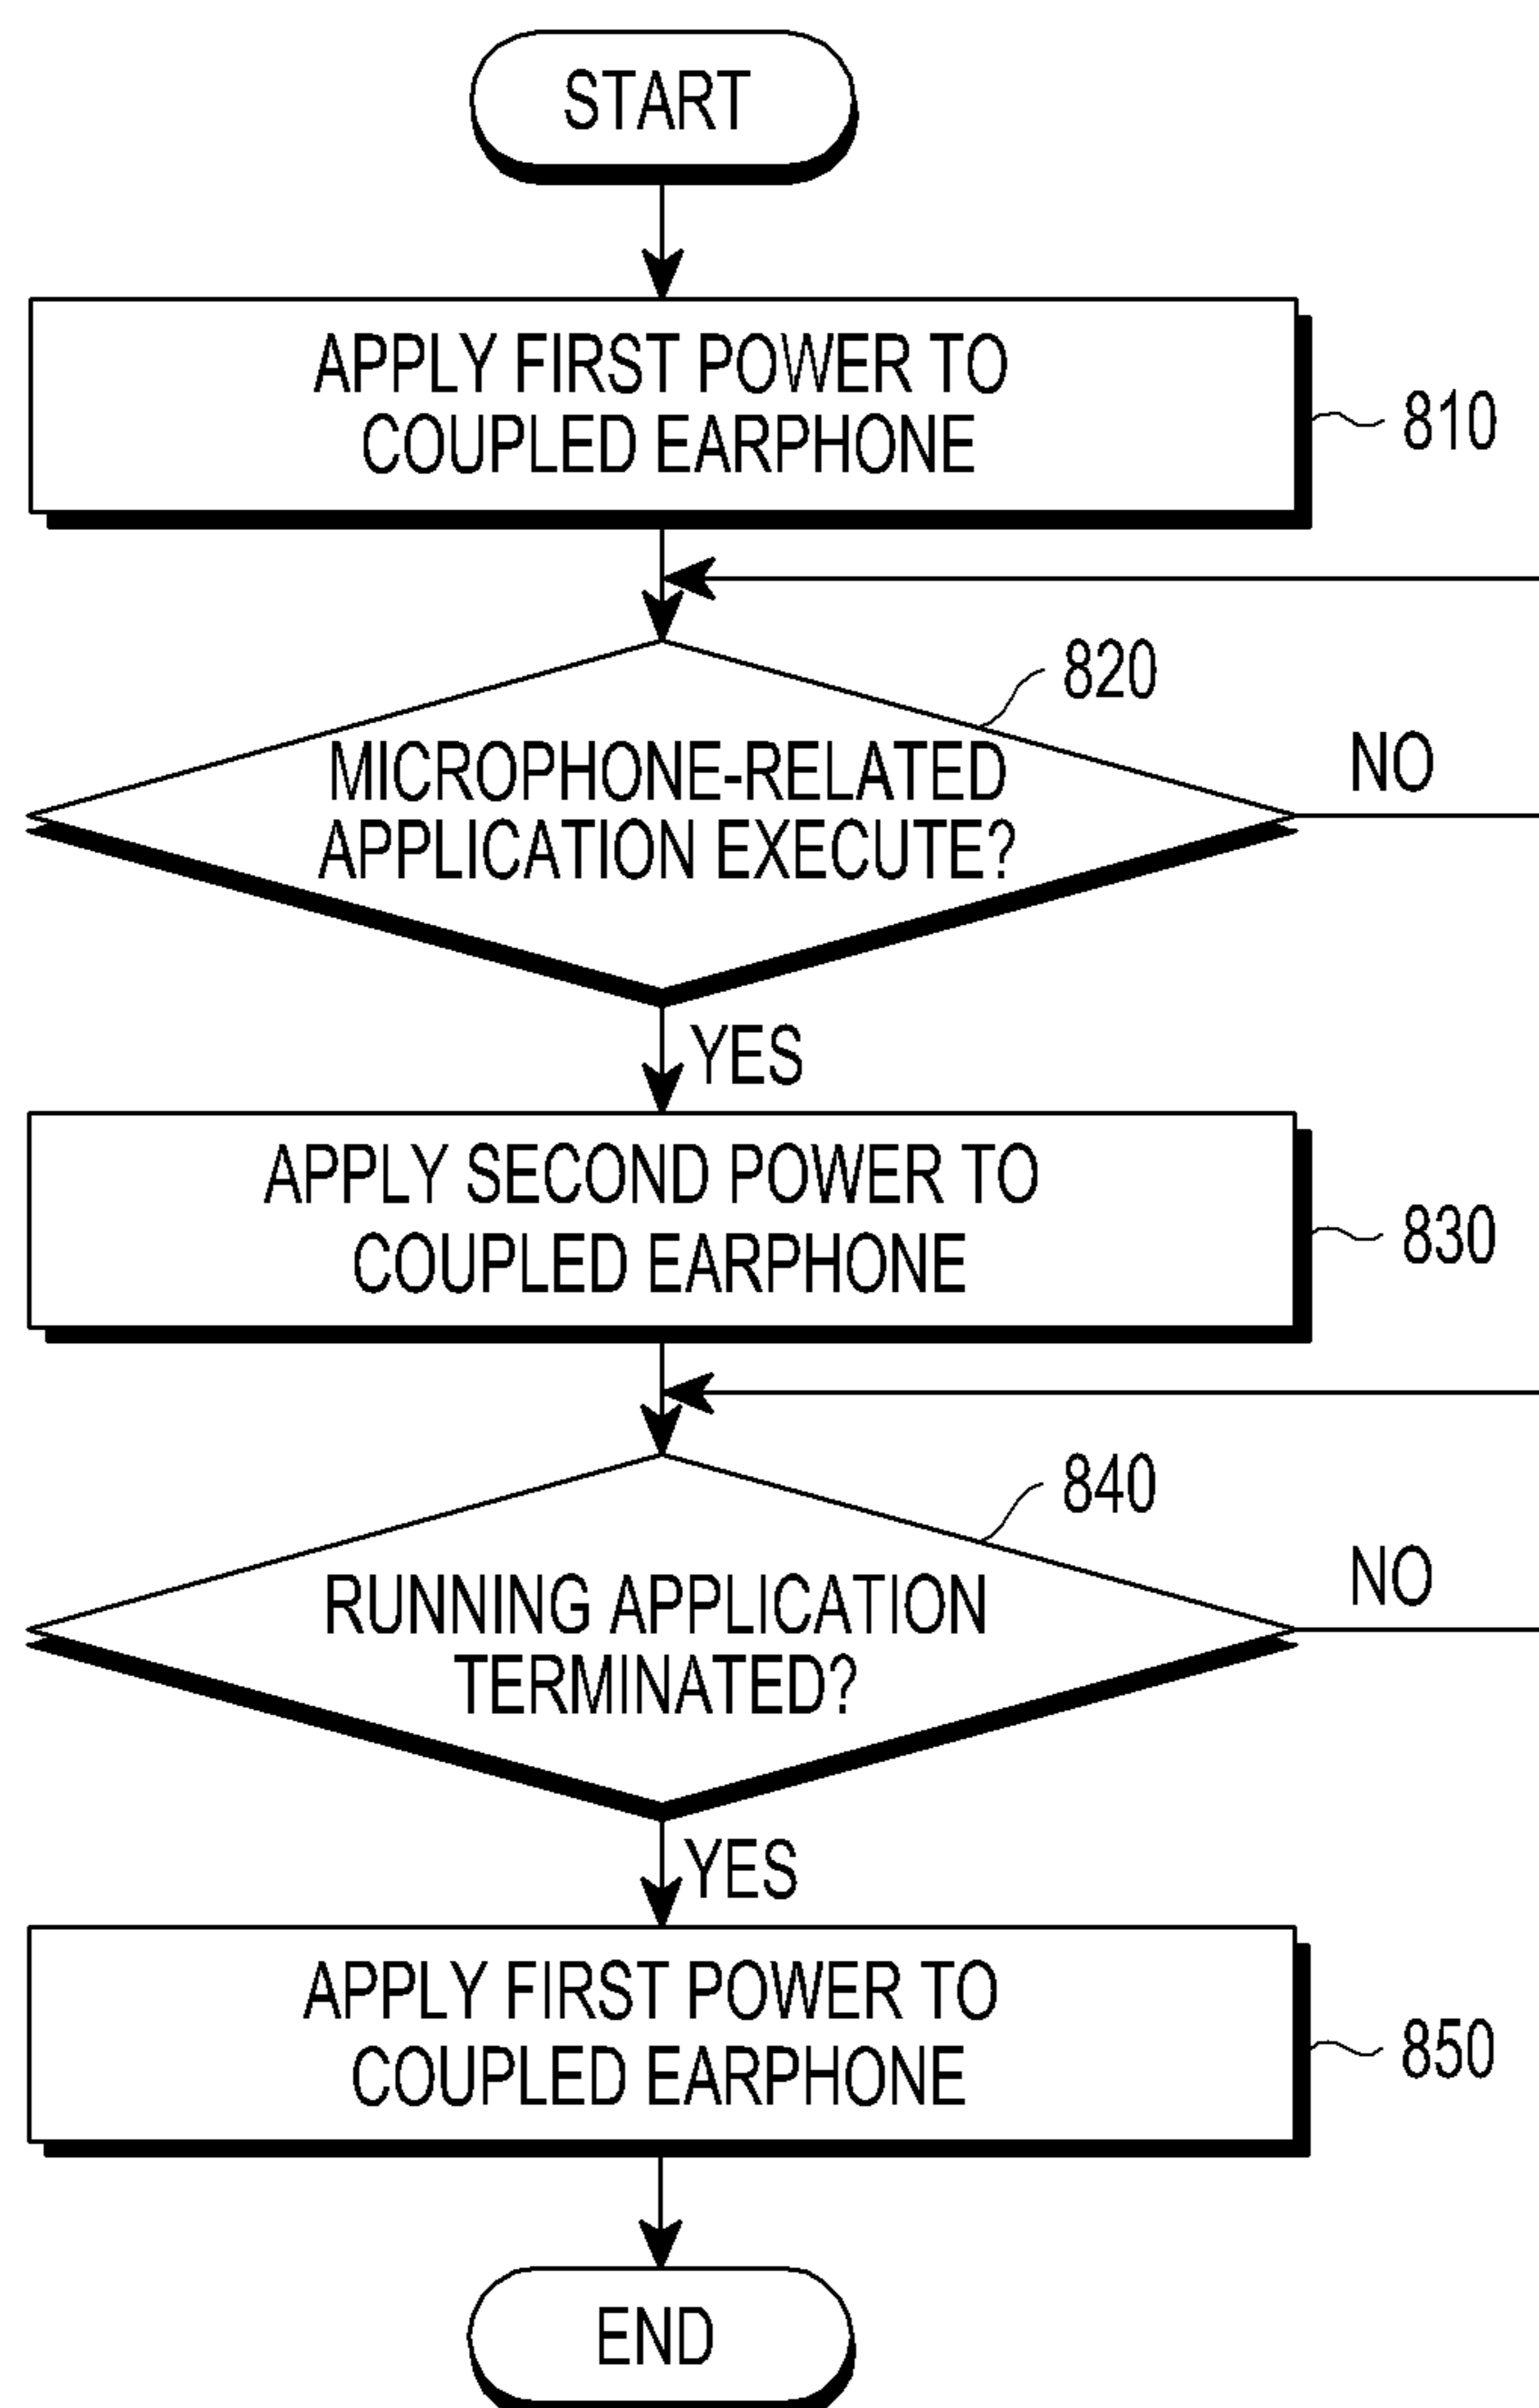 START
APPLY FIRST POWER TO
COUPLED EARPHONE
810
820
MICROPHONE-RELATED
APPLICATION EXECUTE?
NO
YES
APPLY SECOND POWER TO
COUPLED EARPHONE
830
840
RUNNING APPLICATION
TERMINATED?
NO
YES
APPLY FIRST POWER TO
COUPLED EARPHONE
850
END